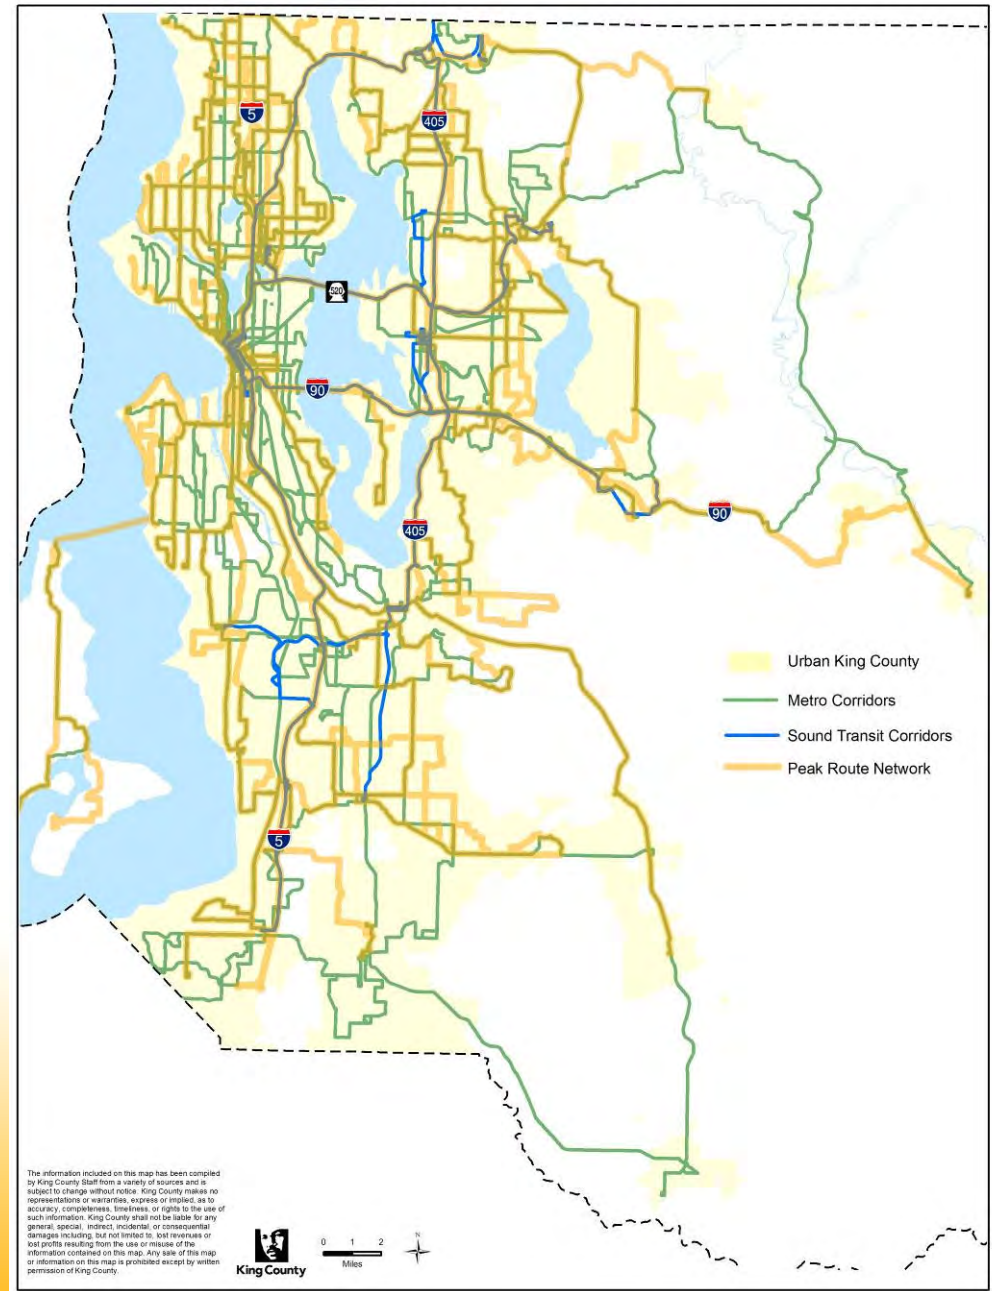 5
405
520
90
405
90
Urban King County
Metro Corridors
Sound Transit Corridors
Peak Route Network
5
The information included on this map has been compiled
by King County Staff from a variety of sources and is
subject to change without notice. King County makes no
representations or warranties, express or implied, as to
accuracy, completeness, timeliness, or rights to the use of
such information. King County shall not be liable for any
general, special, indirect, incidental, or consequential
damages including, but not limited to, lost revenues or
lost profits resulting from the use or misuse of the
information contained on this map. Any sale of this map
or information on this map is prohibited except by written
permission of King County.
King County
0 1 2
Miles
N